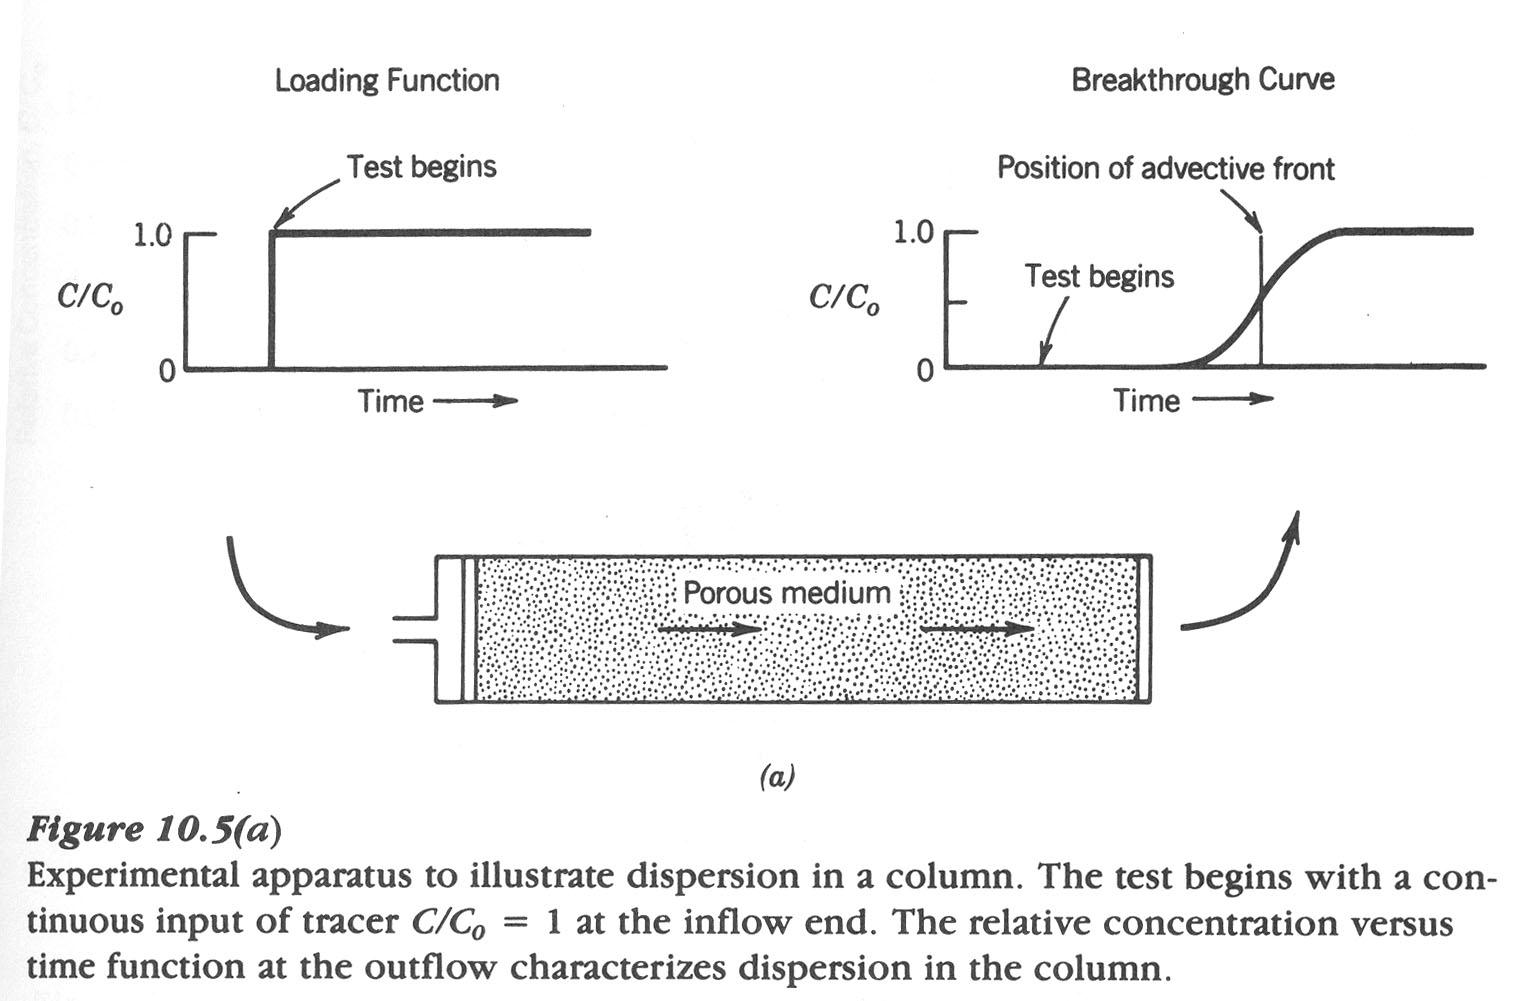 Loading Function
Breakthrough Curve
Test begins
Position of advective front
1.0
1.0
Test begins
C/Co
C/Co
0
0
Time
Time
Porous medium
(a)
Figure 10.5(a)
Experimental apparatus to illustrate dispersion in a column. The test begins with a con-
tinuous input of tracer C/Co = 1 at the inflow end. The relative concentration versus
time function at the outflow characterizes dispersion in the column.